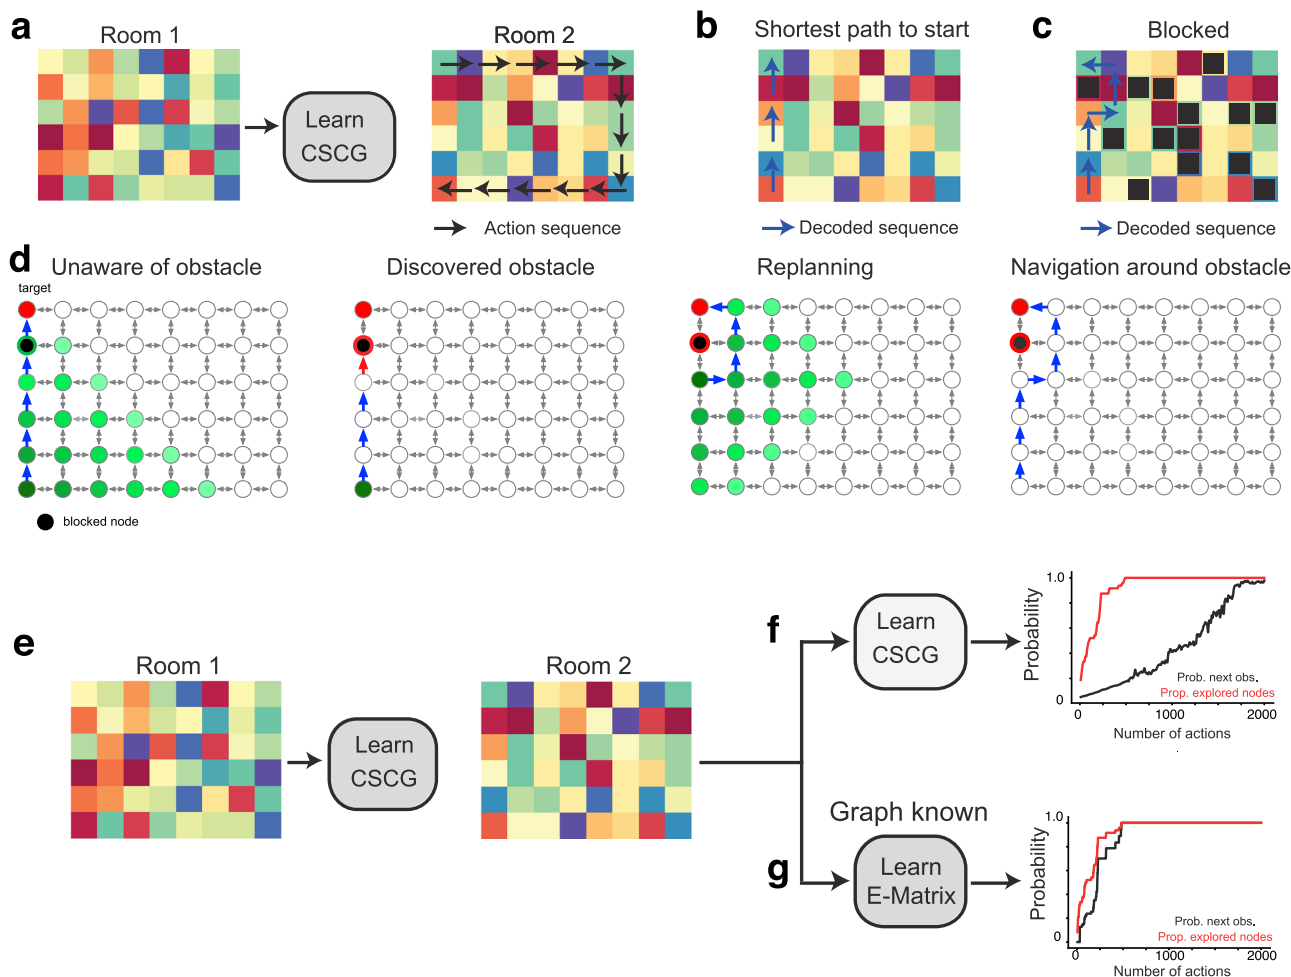 a
Room 1
Learn
CSCG
Room 2
Action sequence
b
Shortest path to start
Decoded sequence
c
Blocked
Decoded sequence
d
Unaware of obstacle
target
blocked node
Discovered obstacle
Replanning
Navigation around obstacle
e
Room 1
Learn
CSCG
Room 2
f
Learn
CSCG
Probability
1.0
0
Prob. next obs.
Prop. explored nodes
0
1000
2000
Number of actions
Graph known
g
Learn
E-Matrix
Probability
1.0
0
Prob. next obs.
Prop. explored nodes
0
1000
2000
Number of actions